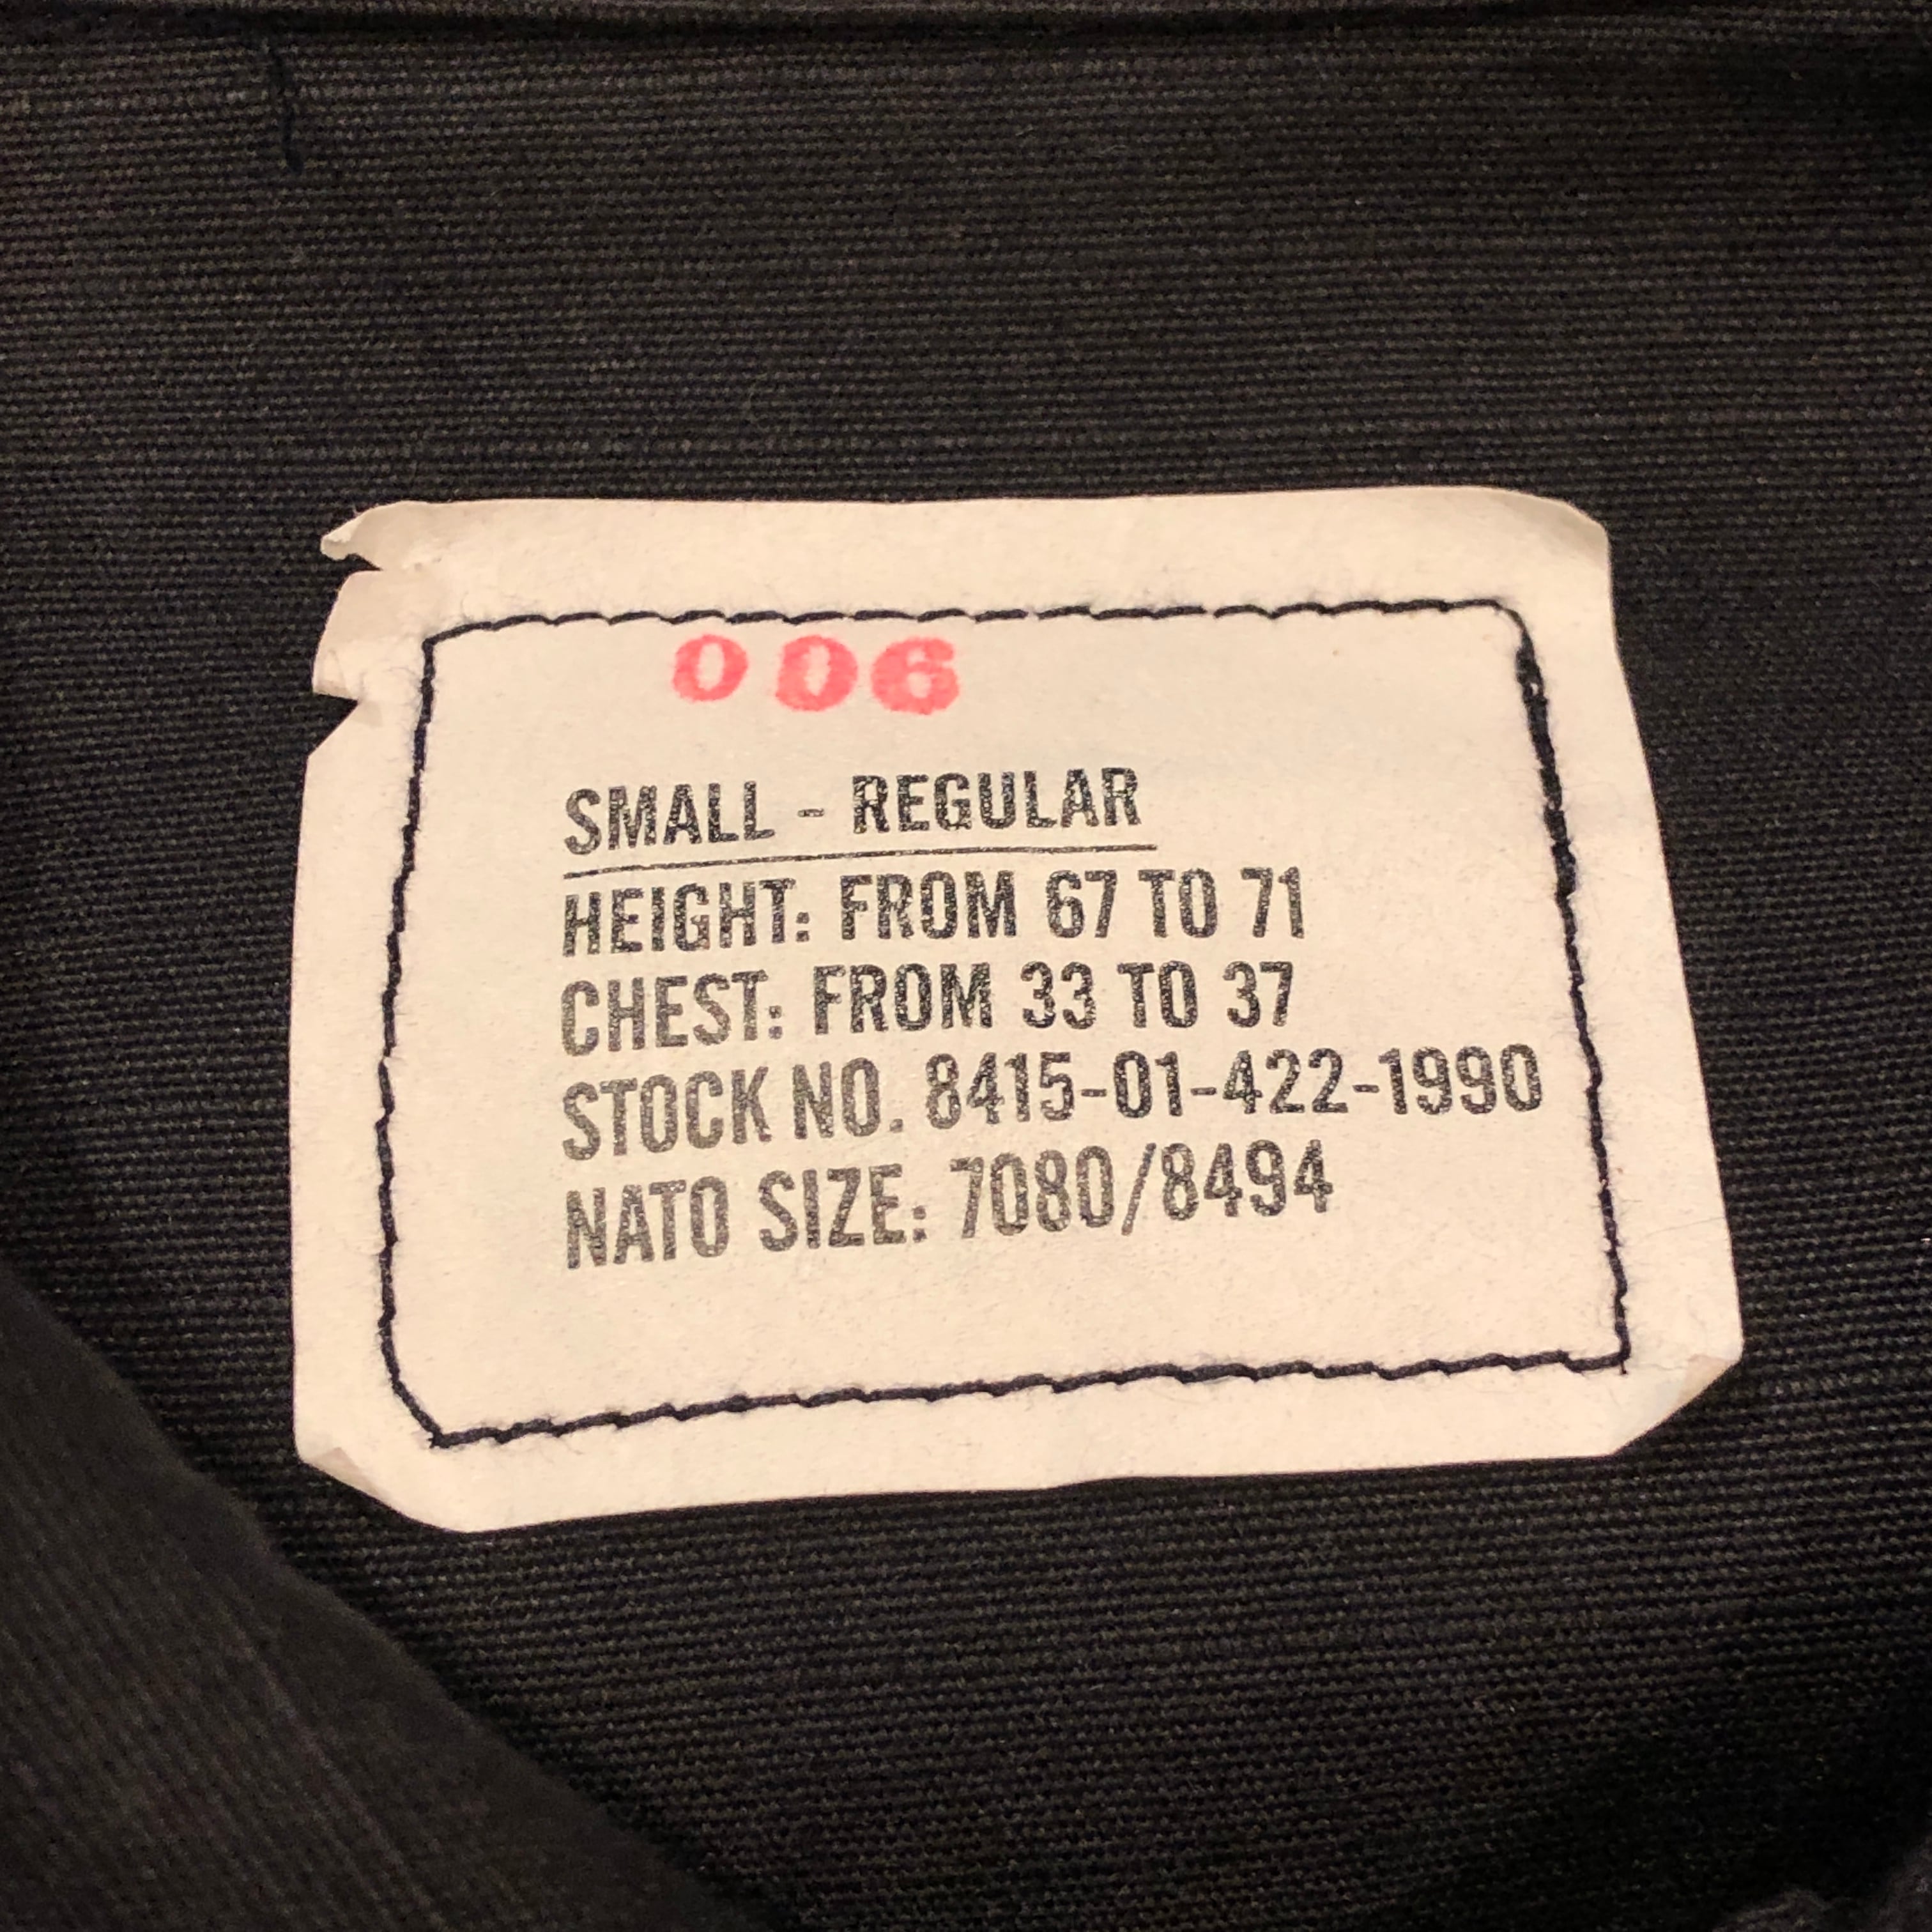 006
SMALL - REGULAR
HEIGHT: FROM 67 TO 71
CHEST: FROM 33 TO 37
STOCK NO. 8415-01-422-1990
NATO SIZE: 7080/8494